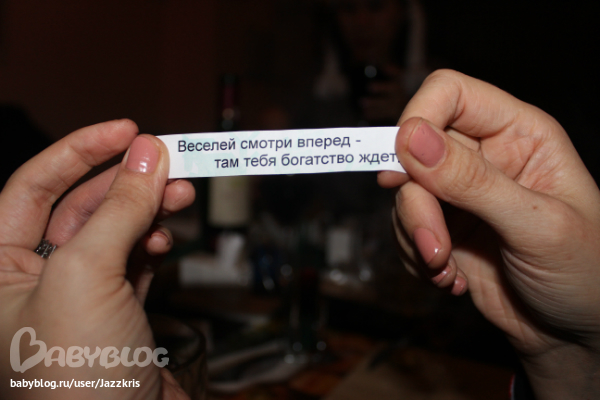 Веселей смотри вперед -
там тебя богатство ждет,
BABYBLOG
babyblog.ru/user/Jazzkris